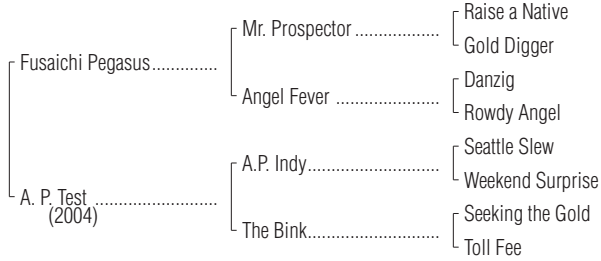 Raise a Native
Mr. Prospector ..................
Gold Digger
Fusaichi Pegasus..............
Danzig
Angel Fever ......................
Rowdy Angel
Seattle Slew
A.P. Indy............................
Weekend Surprise
A. P. Test ..........................
(2004)
Seeking the Gold
The Bink............................
Toll Fee